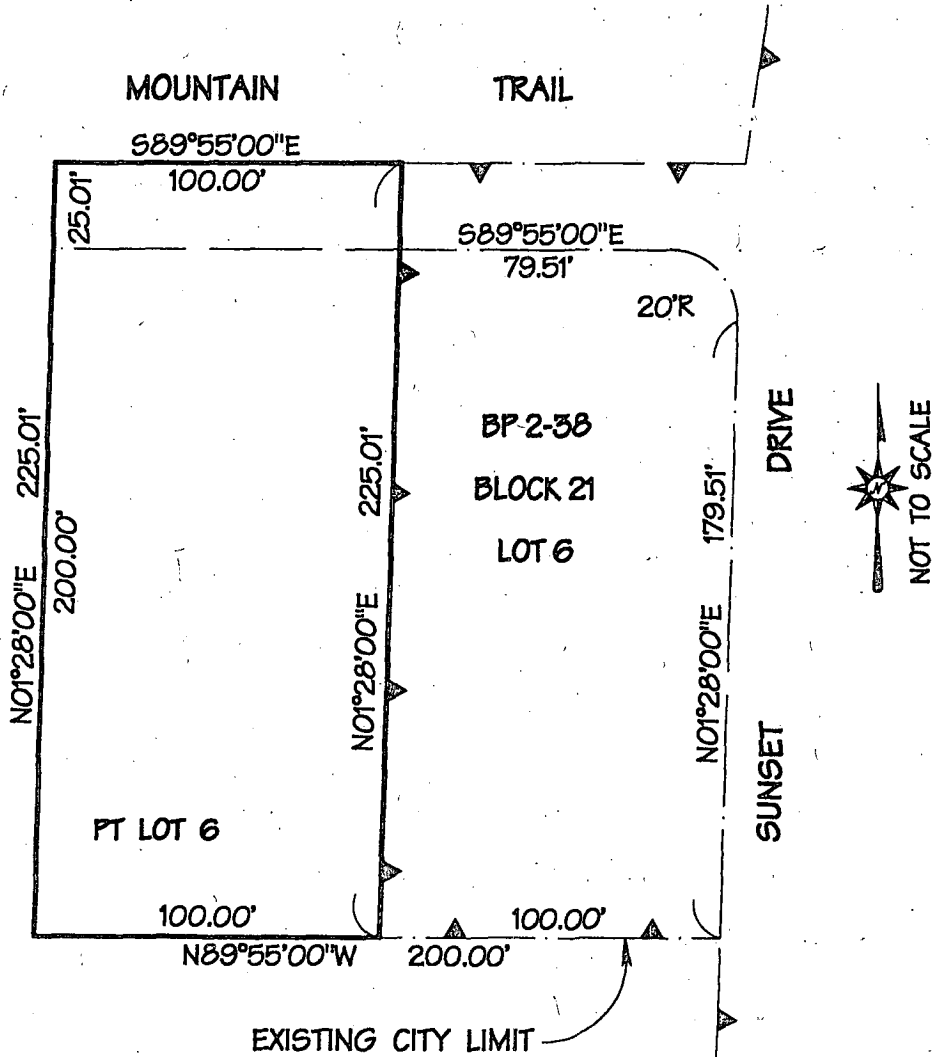 MOUNTAIN TRAIL
S89°55'00"E
100.00'
25.01'
S89°55'00"E
79.51'
20'R
BP 2-38
BLOCK 21
LOT 6
N01°28'00"E 225.01'
200.00'
N01°28'00"E 225.01'
N01°28'00"E 179.51'
SUNSET DRIVE
N
NOT TO SCALE
PT LOT 6
100.00'
100.00'
N89°55'00"W 200.00'
EXISTING CITY LIMIT